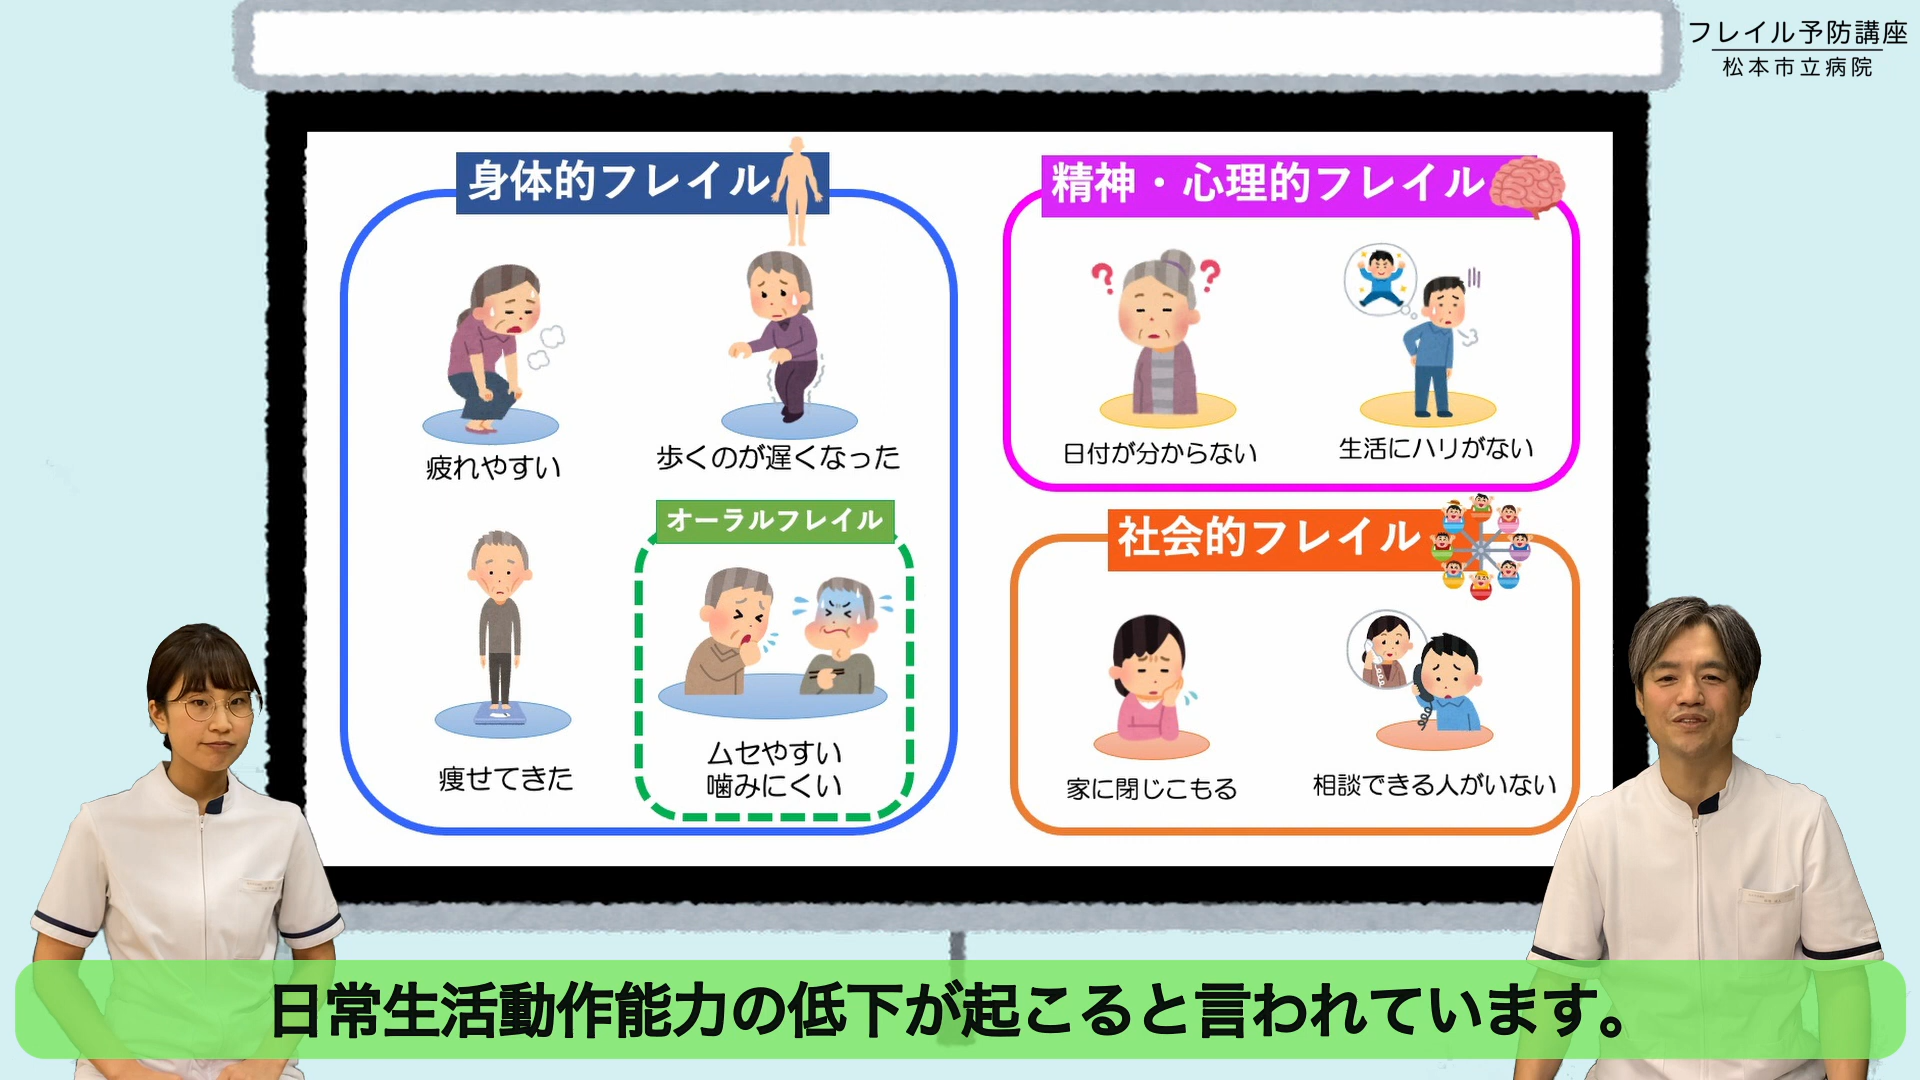 フレイル予防講座
松本市立病院
身体的フレイル
疲れやすい
歩くのが遅くなった
痩せてきた
オーラルフレイル
ムセやすい
噛みにくい
精神・心理的フレイル
日付が分からない
生活にハリがない
社会的フレイル
家に閉じこもる
相談できる人がいない
日常生活動作能力の低下が起こると言われています。